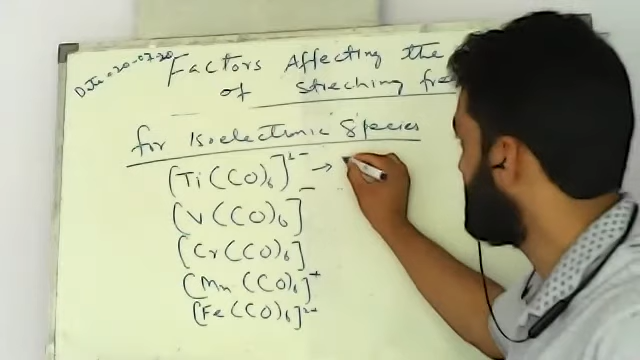 Date: 20-07-20
Factors Affecting the
of streching fre
for Isoelectronic Species
[Ti(CO)6]2- →
[V(CO)6]-
[Cr(CO)6]
[Mn(CO)6]+
[Fe(CO)6]2+